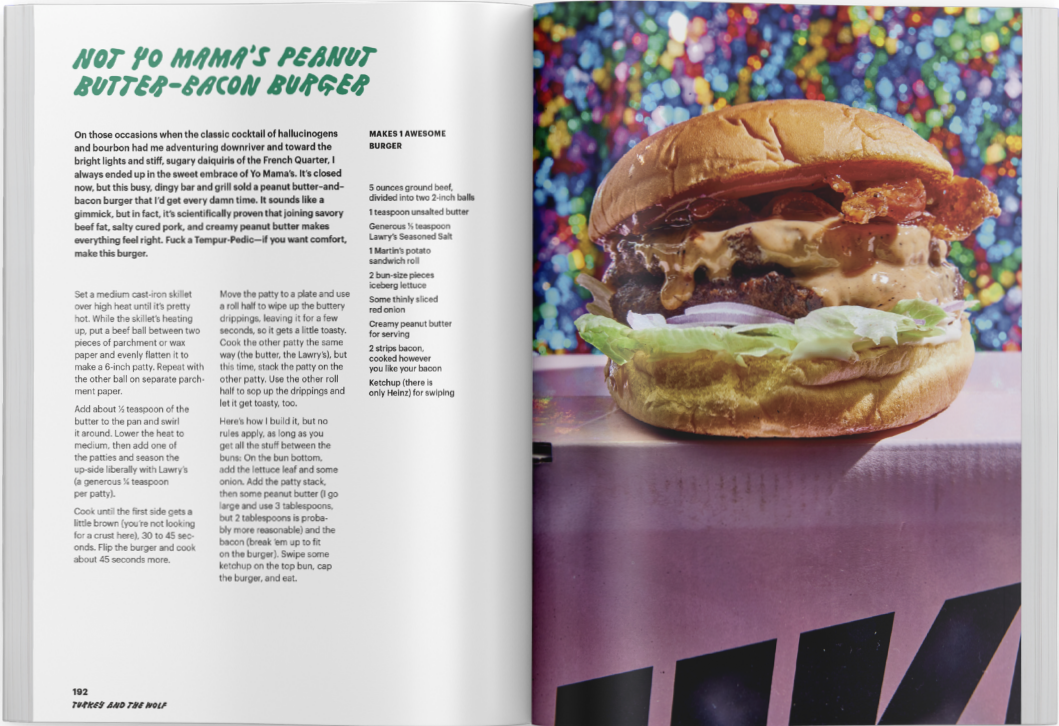 NOT YO MAMA'S PEANUT
BUTTER-BACON BURGER
On those occasions when the classic cocktail of hallucinogens
and bourbon had me adventuring downriver and toward the
bright lights and stiff, sugary daiquiris of the French Quarter, I
always ended up in the sweet embrace of Yo Mama's. It's closed
now, but this busy, dingy bar and grill sold a peanut butter–and–
bacon burger that I'd get every damn time. It sounds like a
gimmick, but in fact, it's scientifically proven that joining savory
beef fat, salty cured pork, and creamy peanut butter makes
everything feel right. Fuck a Tempur-Pedic—if you want comfort,
make this burger.
Set a medium cast-iron skillet
over high heat until it's pretty
hot. While the skillet's heating
up, put a beef ball between two
pieces of parchment or wax
paper and evenly flatten it to
make a 6-inch patty. Repeat with
the other ball on separate parch-
ment paper.
Add about ½ teaspoon of the
butter to the pan and swirl
it around. Lower the heat to
medium, then add one of
the patties and season the
up-side liberally with Lawry's
(a generous ¼ teaspoon
per patty).
Cook until the first side gets a
little brown (you're not looking
for a crust here), 30 to 45 sec-
onds. Flip the burger and cook
about 45 seconds more.
Move the patty to a plate and use
a roll half to wipe up the buttery
drippings, leaving it for a few
seconds, so it gets a little toasty.
Cook the other patty the same
way (the butter, the Lawry's), but
this time, stack the patty on the
other patty. Use the other roll
half to sop up the drippings and
let it get toasty, too.
Here's how I build it, but no
rules apply, as long as you
get all the stuff between the
buns: On the bun bottom,
add the lettuce leaf and some
onion. Add the patty stack,
then some peanut butter (I go
large and use 3 tablespoons,
but 2 tablespoons is proba-
bly more reasonable) and the
bacon (break 'em up to fit
on the burger). Swipe some
ketchup on the top bun, cap
the burger, and eat.
MAKES 1 AWESOME
BURGER
5 ounces ground beef,
divided into two 2-inch balls
1 teaspoon unsalted butter
Generous ½ teaspoon
Lawry's Seasoned Salt
1 Martin's potato
sandwich roll
2 bun-size pieces
iceberg lettuce
Some thinly sliced
red onion
Creamy peanut butter
for serving
2 strips bacon,
cooked however
you like your bacon
Ketchup (there is
only Heinz) for swiping
192
TURKEY AND THE WOLF